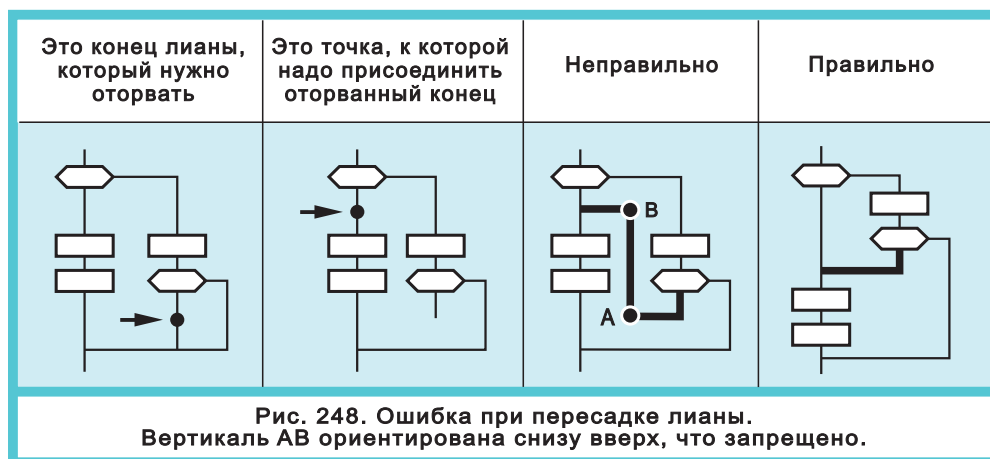 Это конец лианы,
который нужно
оторвать
Это точка, к которой
надо присоединить
оторванный конец
Неправильно
Правильно
B
A
Рис. 248. Ошибка при пересадке лианы.
Вертикаль АВ ориентирована снизу вверх, что запрещено.